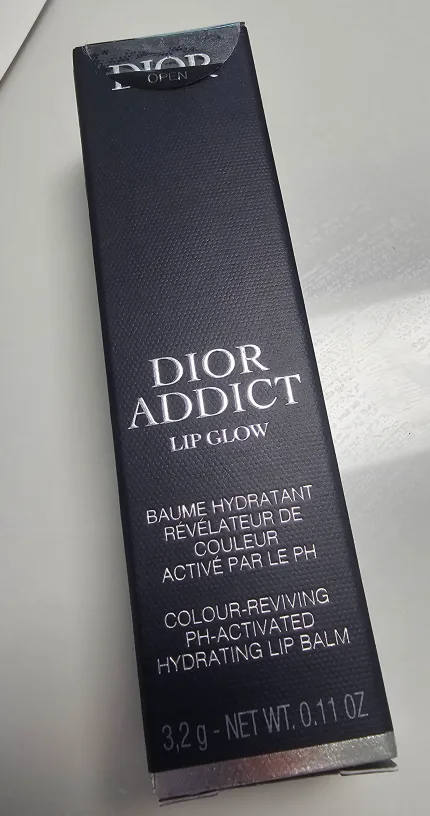 DIOR
OPEN
DIOR
ADDICT
LIP GLOW
BAUME HYDRATANT
RÉVÉLATEUR DE
COULEUR
ACTIVÉ PAR LE PH
COLOUR-REVIVING
PH-ACTIVATED
HYDRATING LIP BALM
3,2 g - NET WT. 0.11 OZ